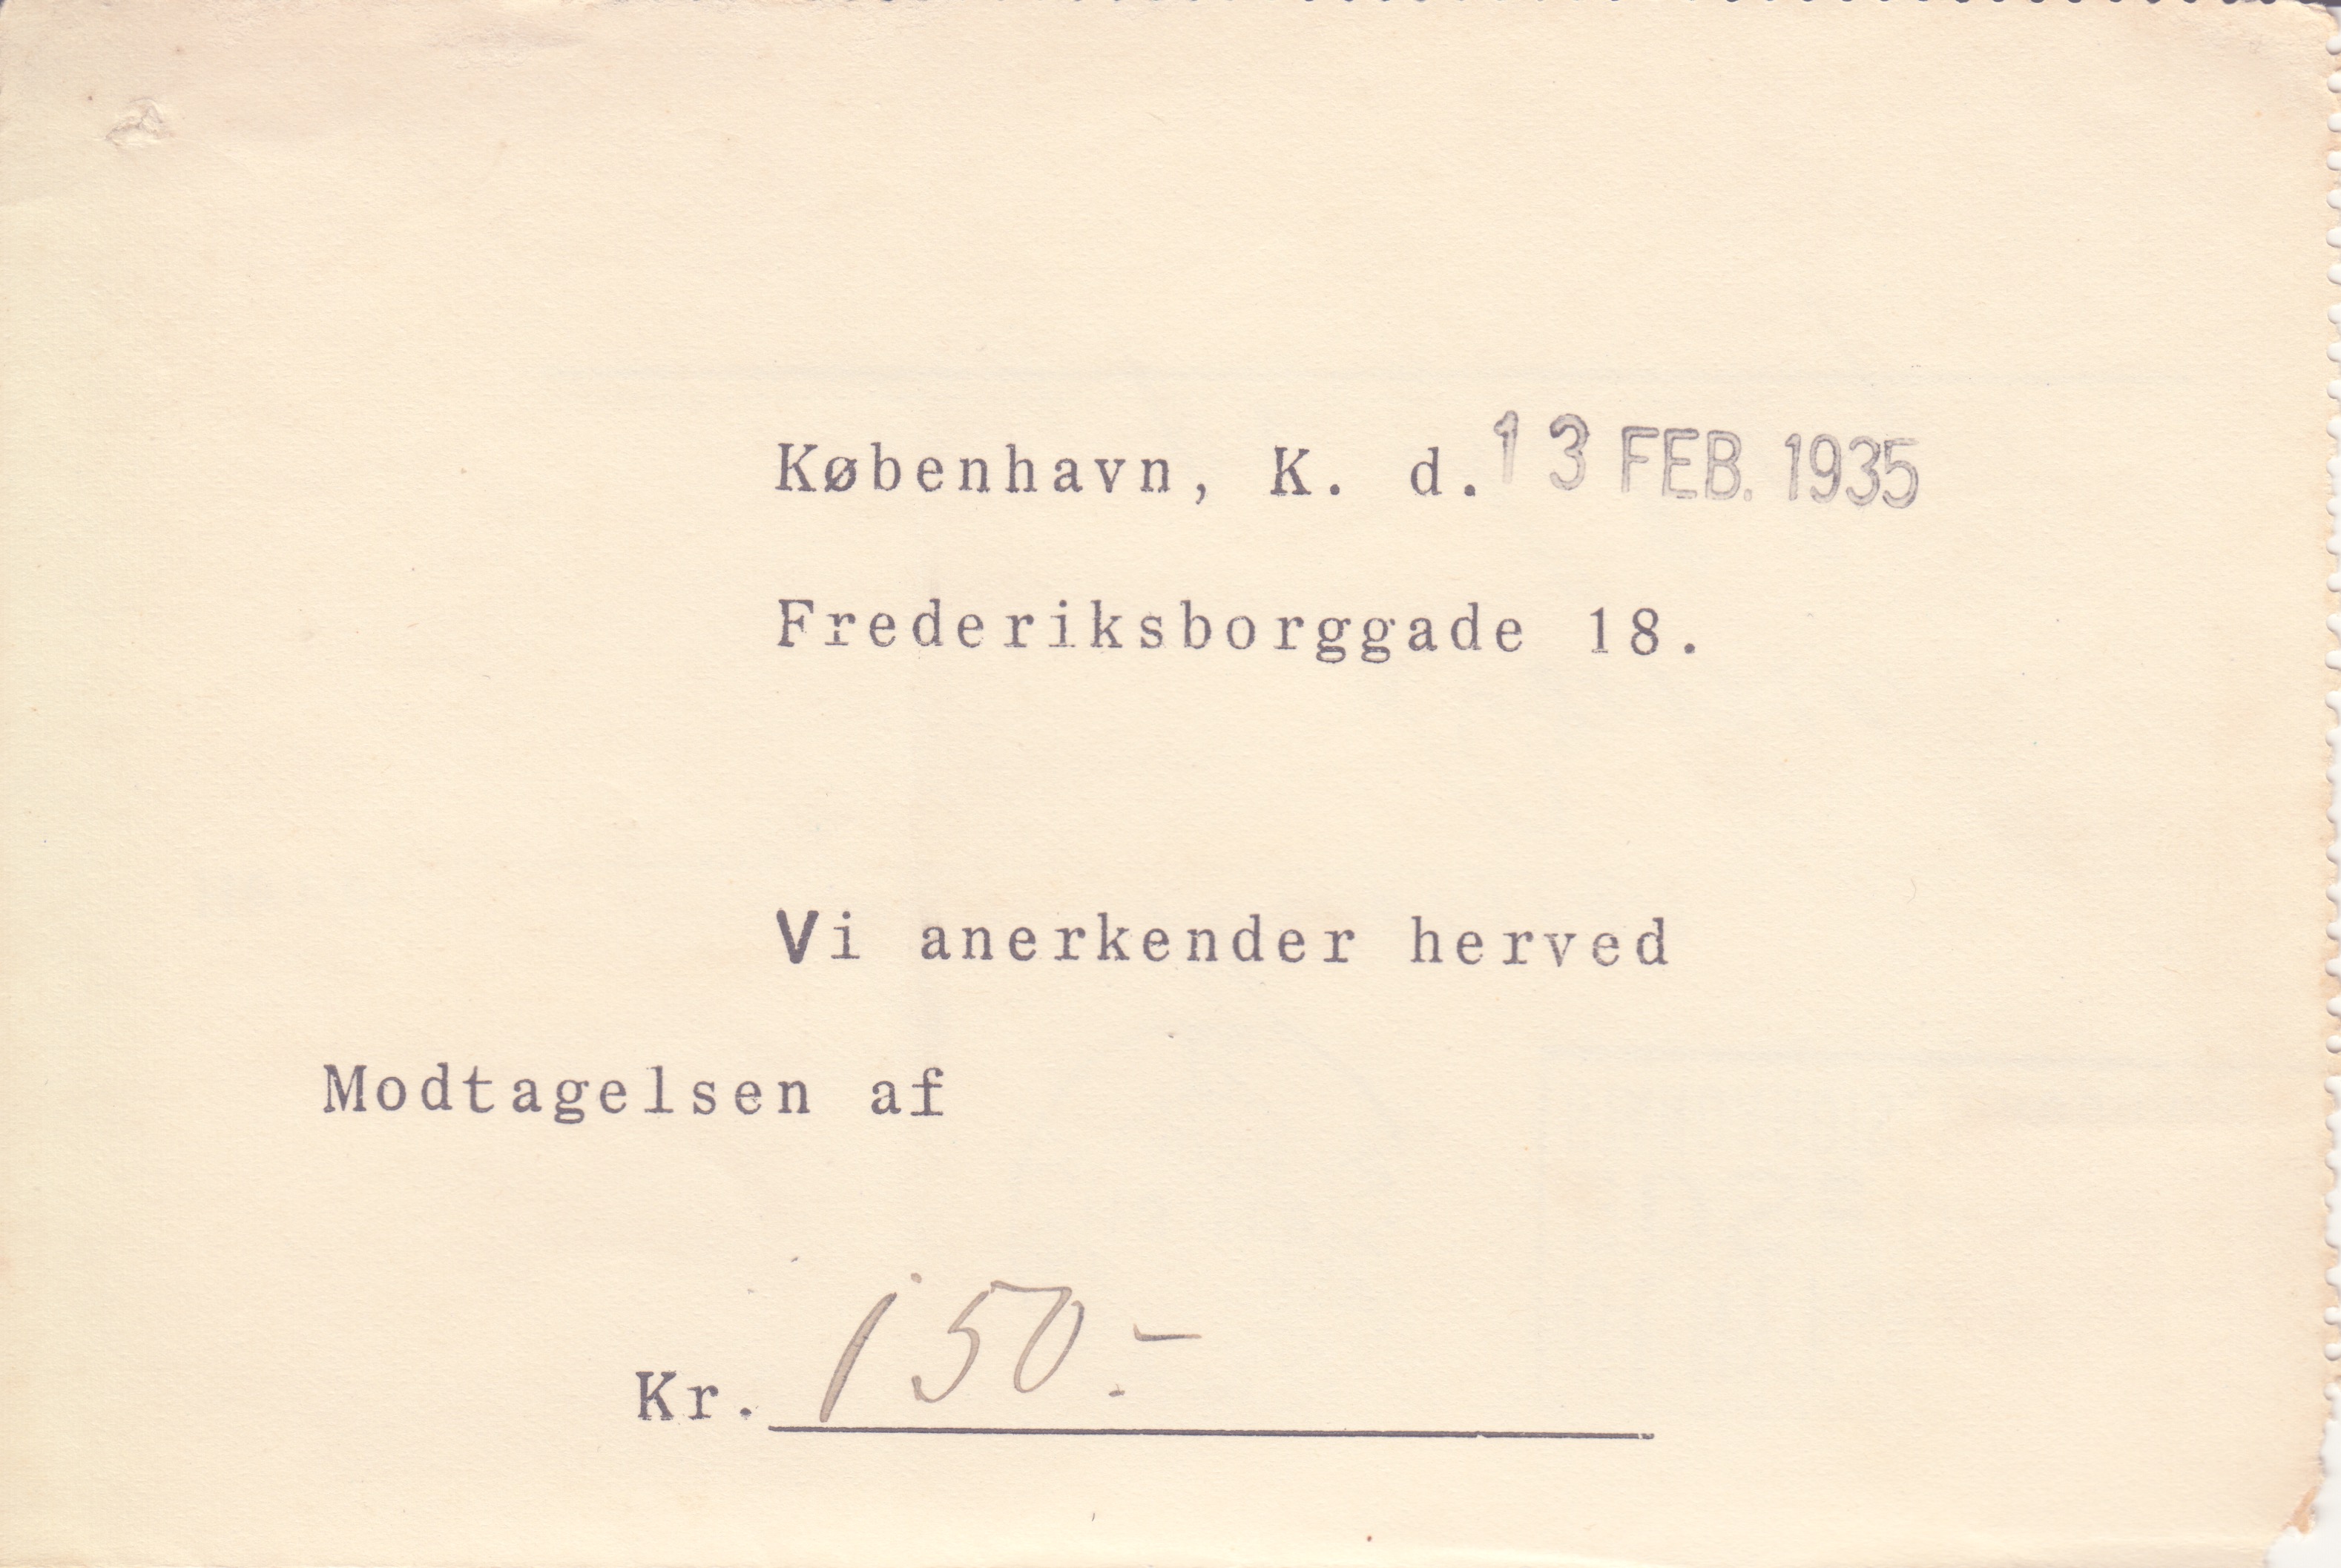 København, K. d. 13 FEB. 1935
Frederiksborggade 18.
Vi anerkender herved
Modtagelsen af
Kr. 150.-